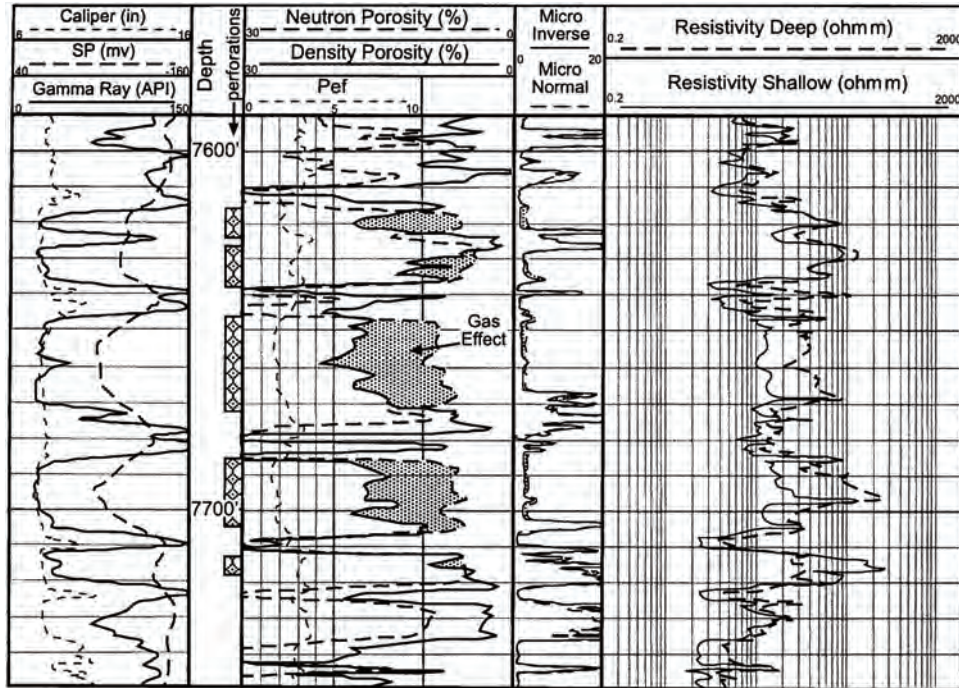 Caliper (in)
6 16
SP (mv)
40 -160
Gamma Ray (API)
0 150
Depth
perforations
Neutron Porosity (%)
30 0
Density Porosity (%)
30 0
Pef
0 5 10
Micro
Inverse
0 20
Micro
Normal
Resistivity Deep (ohm m)
0.2 2000
Resistivity Shallow (ohm m)
0.2 2000
7600'
Gas
Effect
7700'